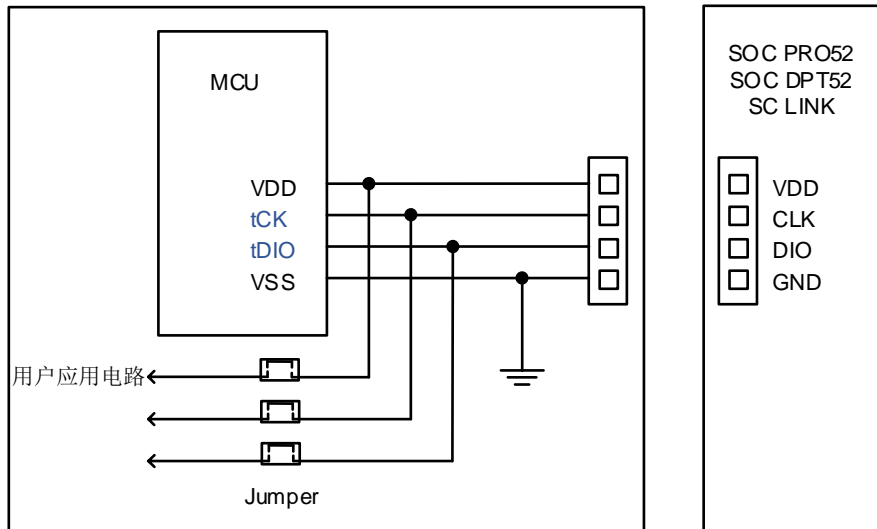 MCU
VDD
tCK
tDIO
VSS
用户应用电路
Jumper
SOC PRO52
SOC DPT52
SC LINK
VDD
CLK
DIO
GND